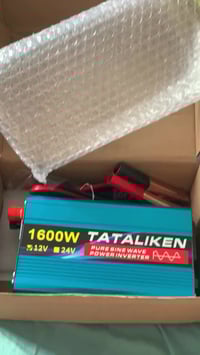 1600W TATALIKEN
12V 24V PURE SINE WAVE
POWER INVERTER